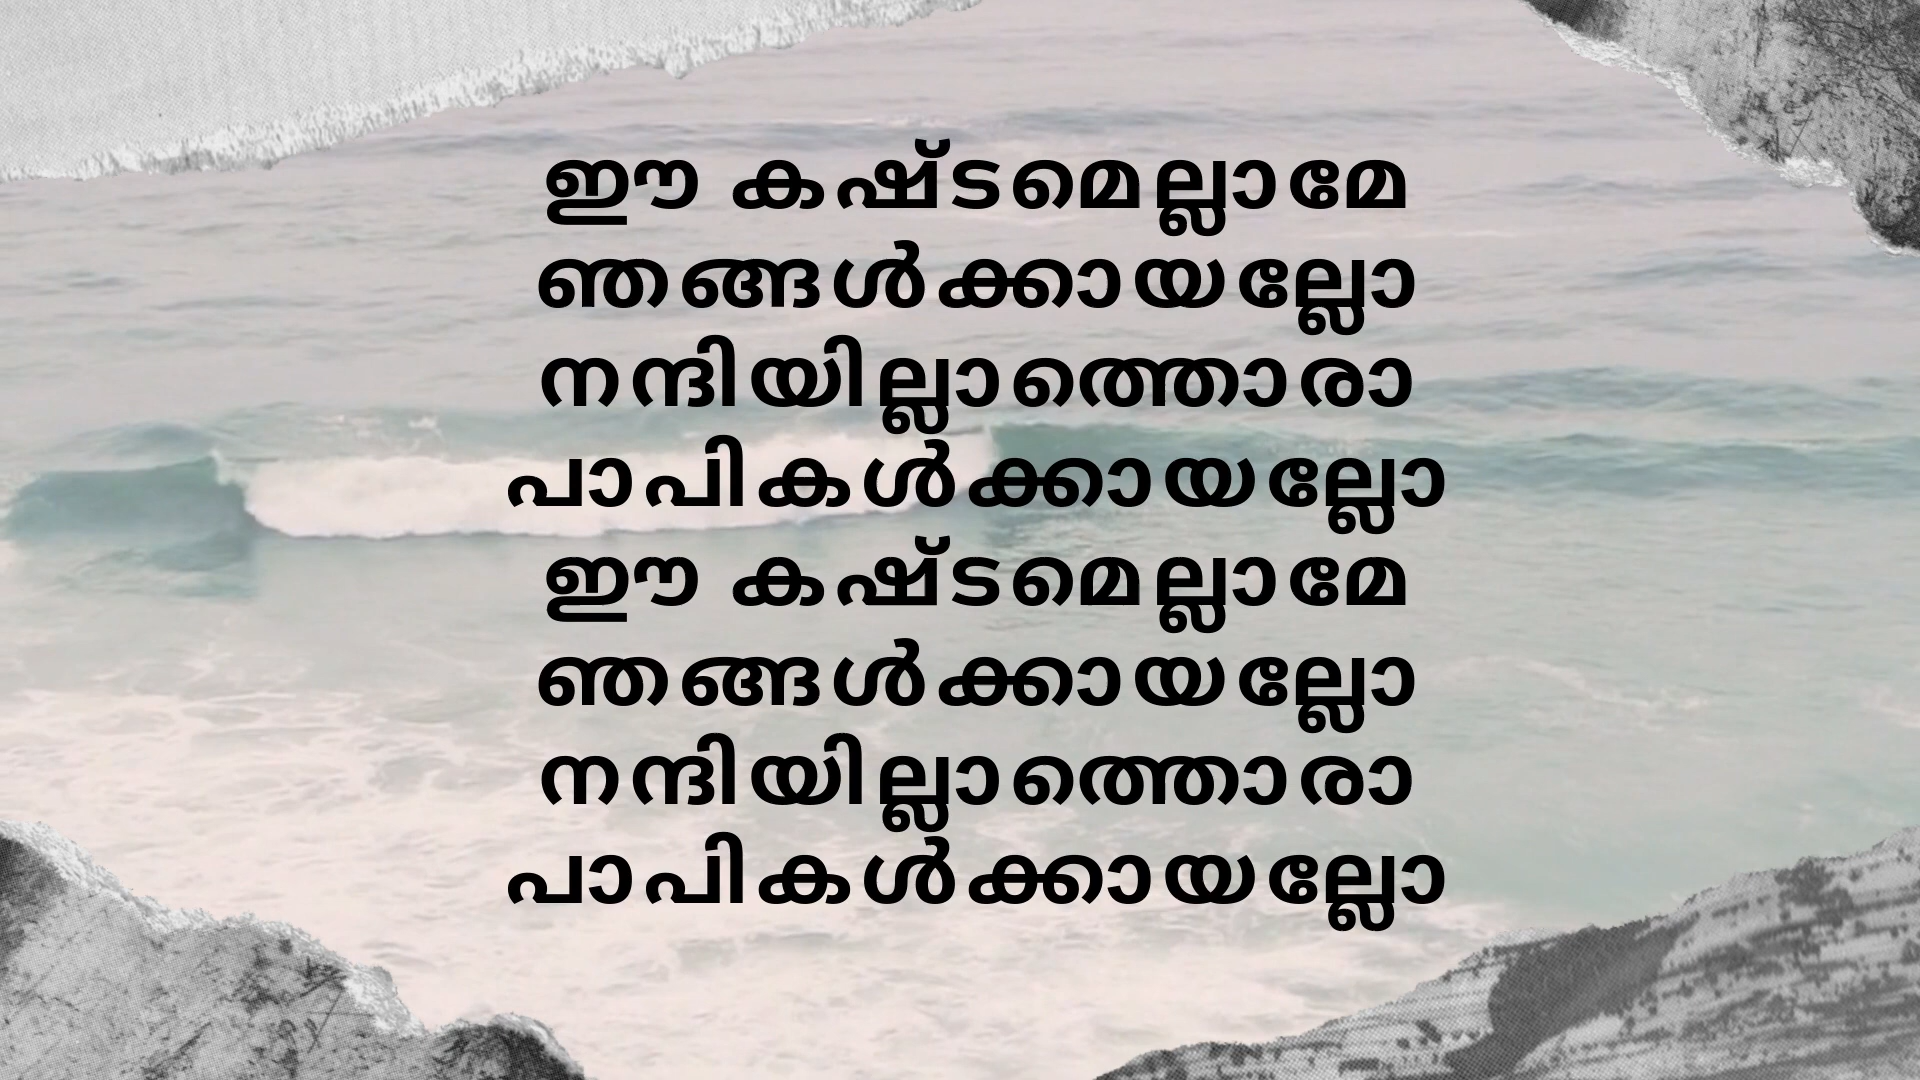 ഈ കഷ്ടമെല്ലാമേ
ഞങ്ങൾക്കായല്ലോ
നന്ദിയില്ലാത്തൊരാ
പാപികൾക്കായല്ലോ
ഈ കഷ്ടമെല്ലാമേ
ഞങ്ങൾക്കായല്ലോ
നന്ദിയില്ലാത്തൊരാ
പാപികൾക്കായല്ലോ